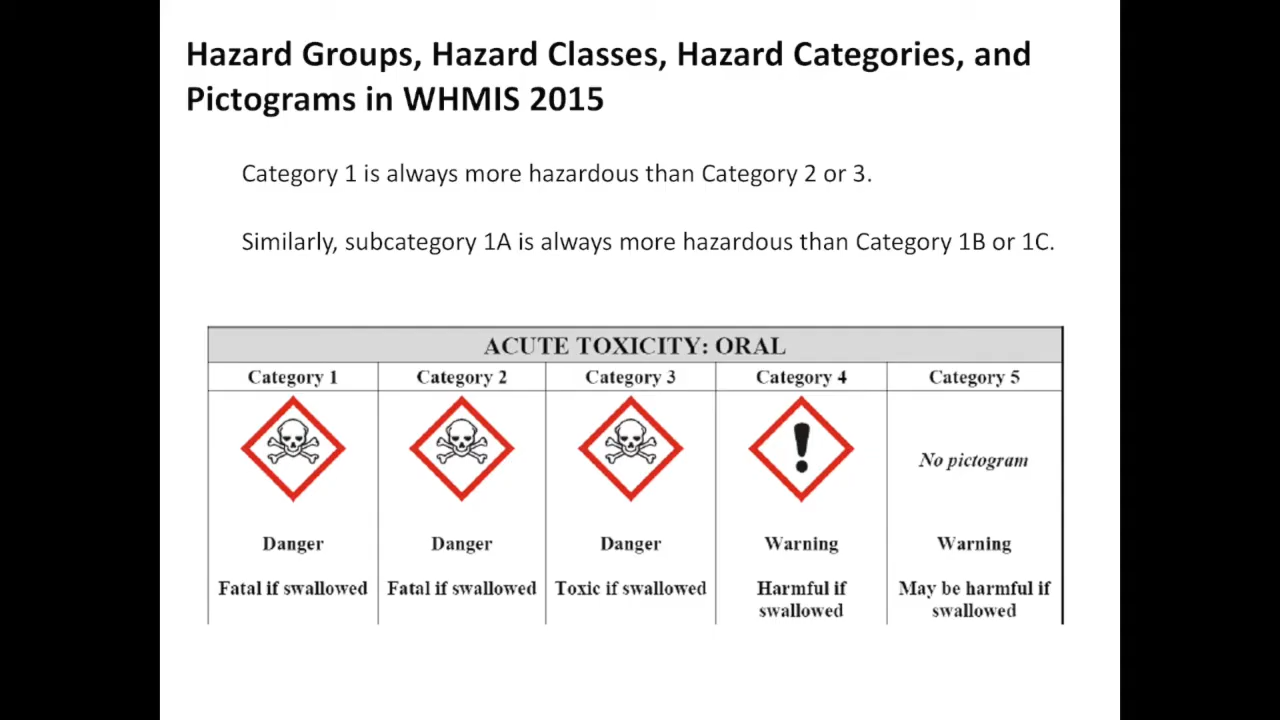 Hazard Groups, Hazard Classes, Hazard Categories, and
Pictograms in WHMIS 2015
Category 1 is always more hazardous than Category 2 or 3.
Similarly, subcategory 1A is always more hazardous than Category 1B or 1C.
ACUTE TOXICITY: ORAL
Category 1 Category 2 Category 3 Category 4 Category 5
No pictogram
Danger Danger Danger Warning Warning
Fatal if swallowed Fatal if swallowed Toxic if swallowed Harmful if May be harmful if
swallowed swallowed